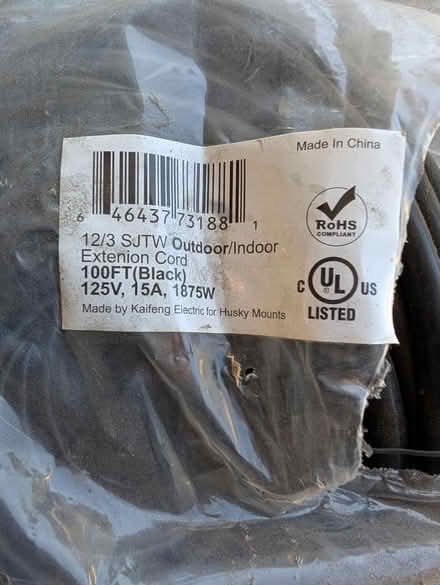 Made In China
6 46437 73188 1
RoHS
COMPLIANT
12/3 SJTW Outdoor/Indoor
Extenion Cord
100FT(Black)
125V, 15A, 1875W
Made by Kaifeng Electric for Husky Mounts
C UL US
LISTED